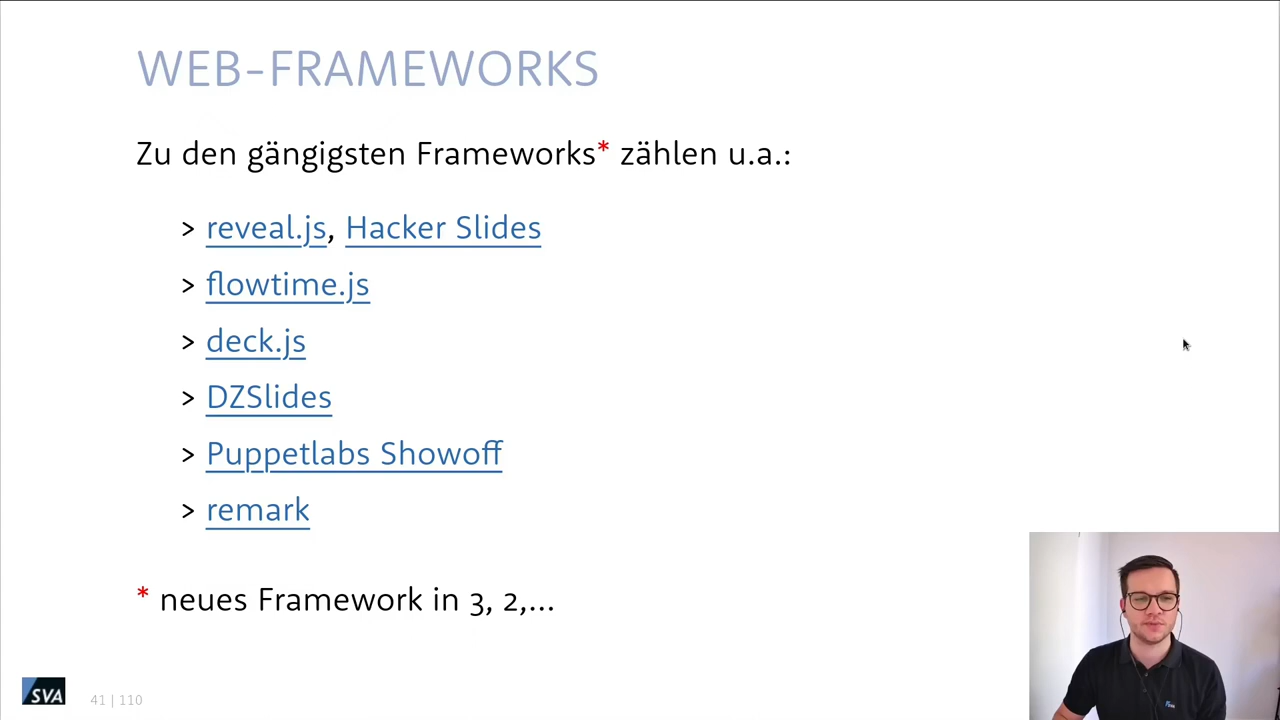 WEB-FRAMEWORKS
Zu den gängigsten Frameworks* zählen u.a.:
> reveal.js, Hacker Slides
> flowtime.js
> deck.js
> DZSlides
> Puppetlabs Showoff
> remark
* neues Framework in 3, 2,...
SVA
41 | 110